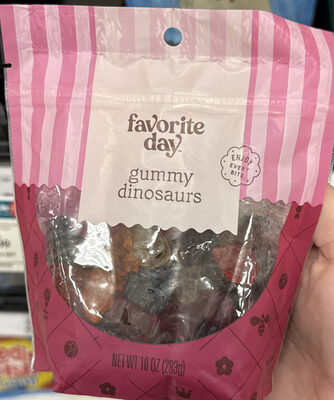 favorite
day
gummy
dinosaurs
ENJOY
EVERY
BITE
NET WT 10 OZ (283g)